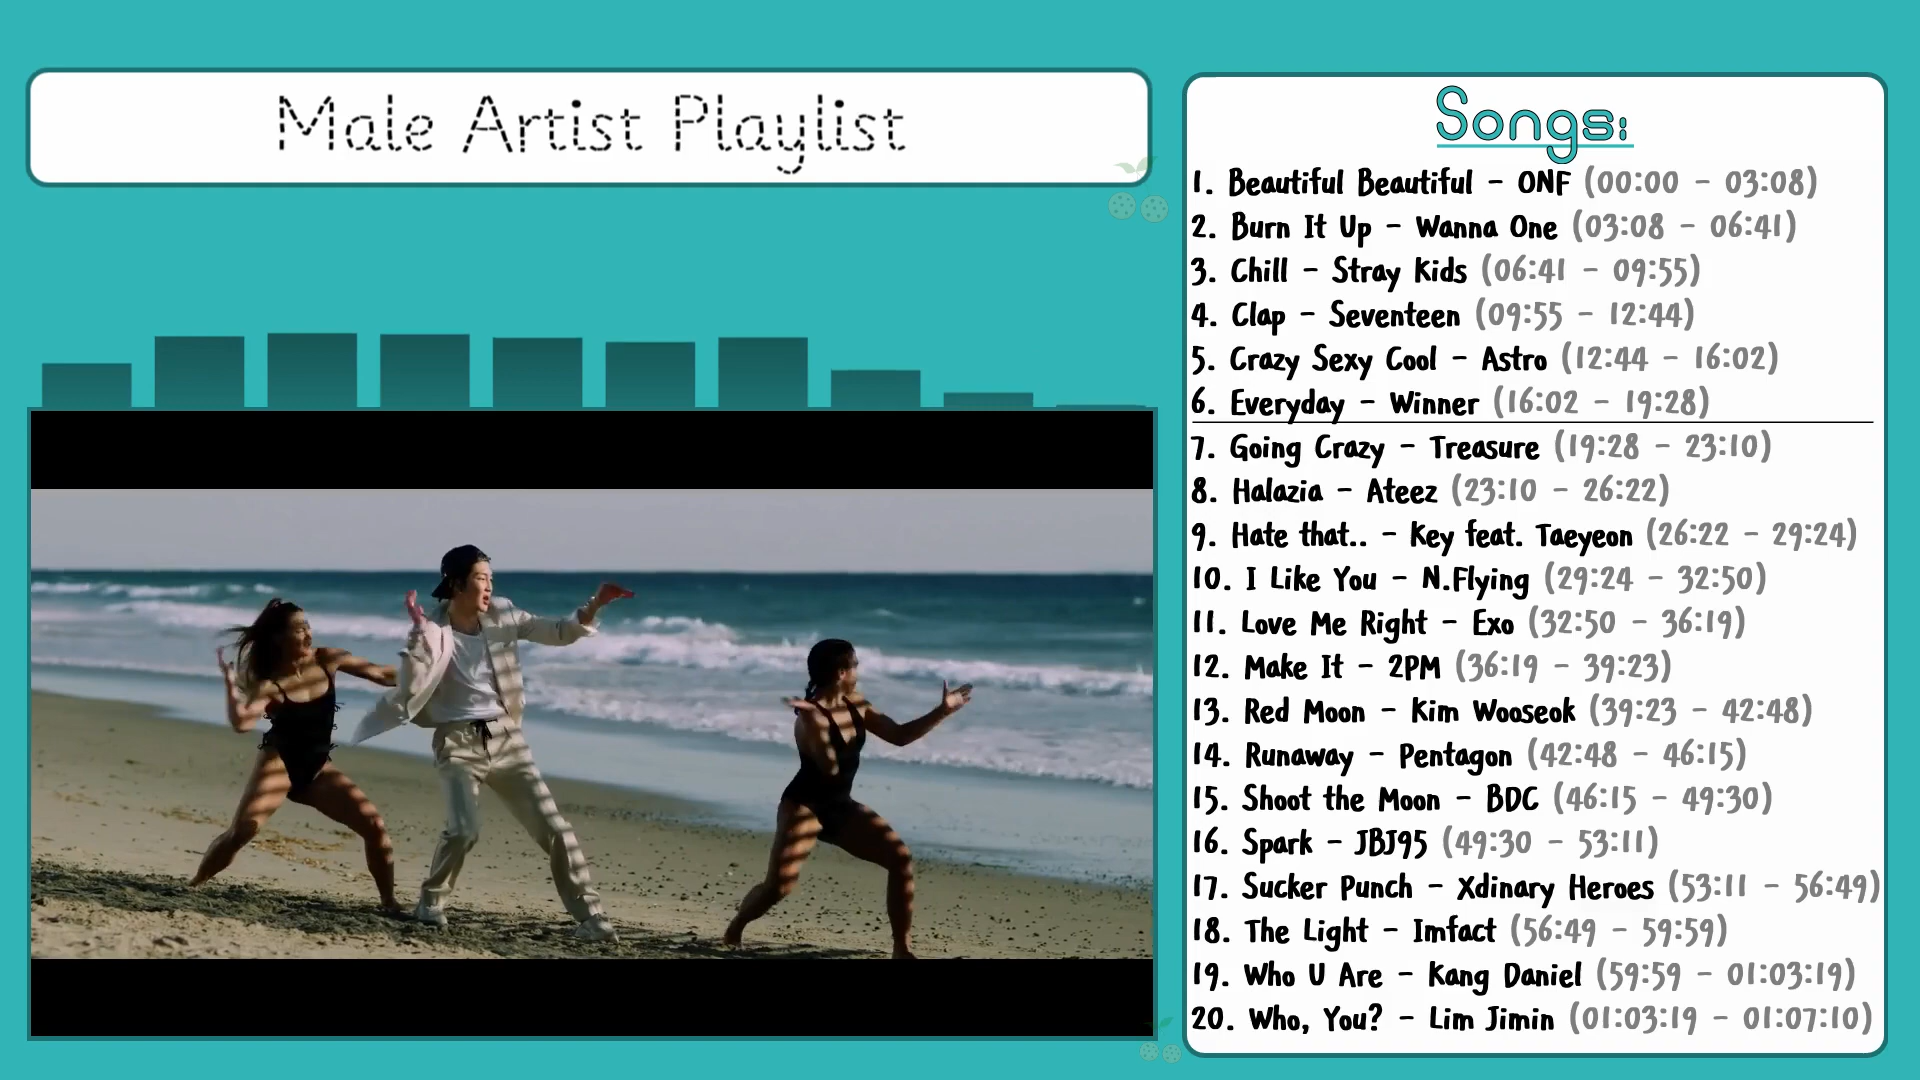 Male Artist Playlist
Songs:
1. Beautiful Beautiful - ONF (00:00 - 03:08)
2. Burn It Up - Wanna One (03:08 - 06:41)
3. Chill - Stray Kids (06:41 - 09:55)
4. Clap - Seventeen (09:55 - 12:44)
5. Crazy Sexy Cool - Astro (12:44 - 16:02)
6. Everyday - Winner (16:02 - 19:28)
7. Going Crazy - Treasure (19:28 - 23:10)
8. Halazia - Ateez (23:10 - 26:22)
9. Hate that.. - Key feat. Taeyeon (26:22 - 29:24)
10. I Like You - N.Flying (29:24 - 32:50)
11. Love Me Right - Exo (32:50 - 36:19)
12. Make It - 2PM (36:19 - 39:23)
13. Red Moon - Kim Wooseok (39:23 - 42:48)
14. Runaway - Pentagon (42:48 - 46:15)
15. Shoot the Moon - BDC (46:15 - 49:30)
16. Spark - JBJ95 (49:30 - 53:11)
17. Sucker Punch - Xdinary Heroes (53:11 - 56:49)
18. The Light - Imfact (56:49 - 59:59)
19. Who U Are - Kang Daniel (59:59 - 01:03:19)
20. Who, You? - Lim Jimin (01:03:19 - 01:07:10)